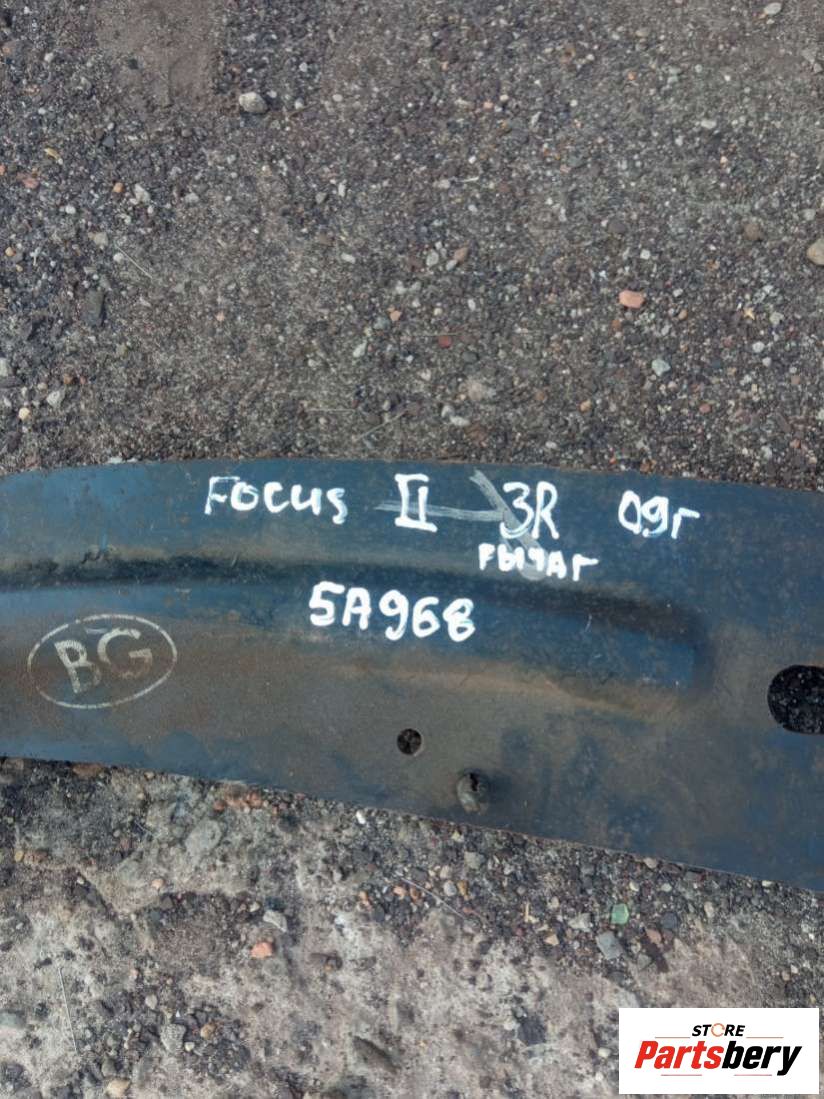 Focus II 3R 09г
рычаг
5A968
BG
STORE
Partsbery